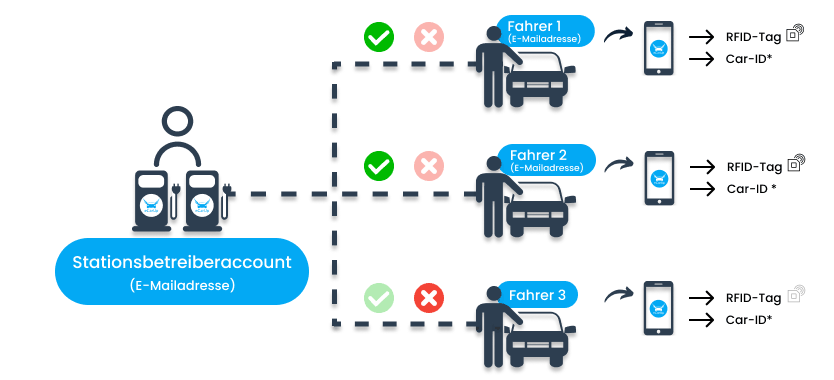 Fahrer 1
(E-Mailadresse)
RFID-Tag
Car-ID*
Fahrer 2
(E-Mailadresse)
RFID-Tag
Car-ID *
Stationsbetreiberaccount
(E-Mailadresse)
Fahrer 3
RFID-Tag
Car-ID*